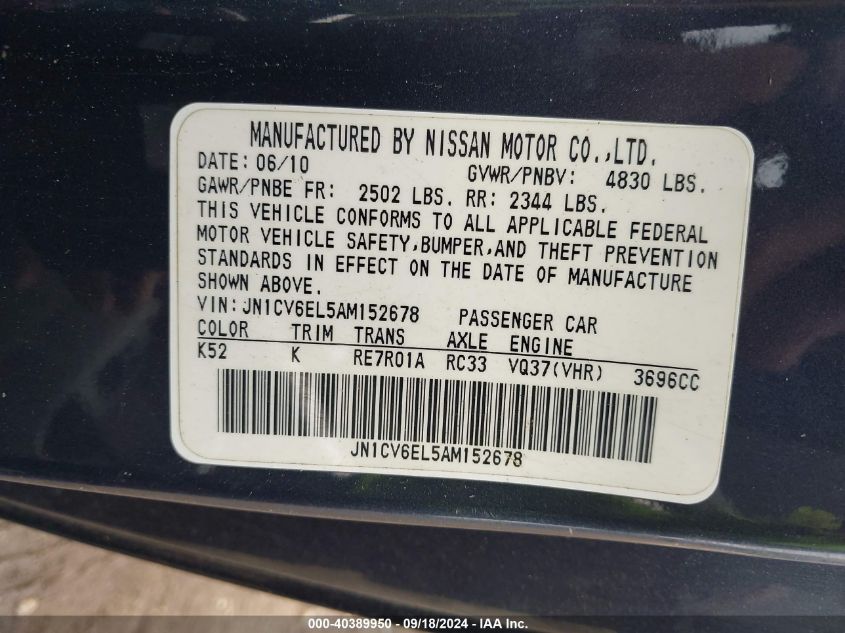 MANUFACTURED BY NISSAN MOTOR CO.,LTD.
DATE: 06/10 GVWR/PNBV: 4830 LBS.
GAWR/PNBE FR: 2502 LBS. RR: 2344 LBS.
THIS VEHICLE CONFORMS TO ALL APPLICABLE FEDERAL
MOTOR VEHICLE SAFETY,BUMPER,AND THEFT PREVENTION
STANDARDS IN EFFECT ON THE DATE OF MANUFACTURE
SHOWN ABOVE.
VIN:JN1CV6EL5AM152678 PASSENGER CAR
COLOR TRIM TRANS AXLE ENGINE
K52 K RE7R01A RC33 VQ37(VHR) 3696CC
JN1CV6EL5AM152678
000-40389950 - 09/18/2024 - IAA Inc.